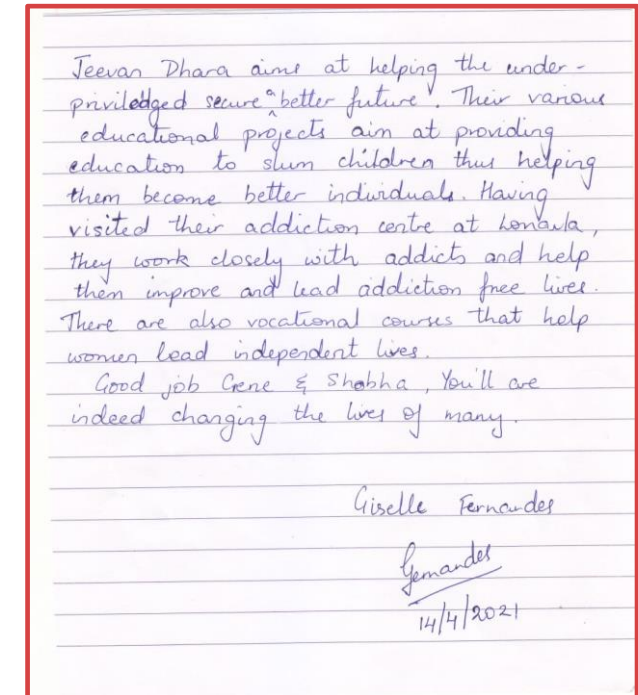 Jeevan Dhara aims at helping the under-
priviledged secure a better future. Their various
educational projects aim at providing
education to slum children thus helping
them become better individuals. Having
visited their addiction centre at Lonavla,
they work closely with addicts and help
them improve and lead addiction free lives.
There are also vocational courses that help
women lead independent lives.
Good job Gene & Shobha, You'll are
indeed changing the lives of many.
Giselle Fernandes
Gernandes
14/4/2021